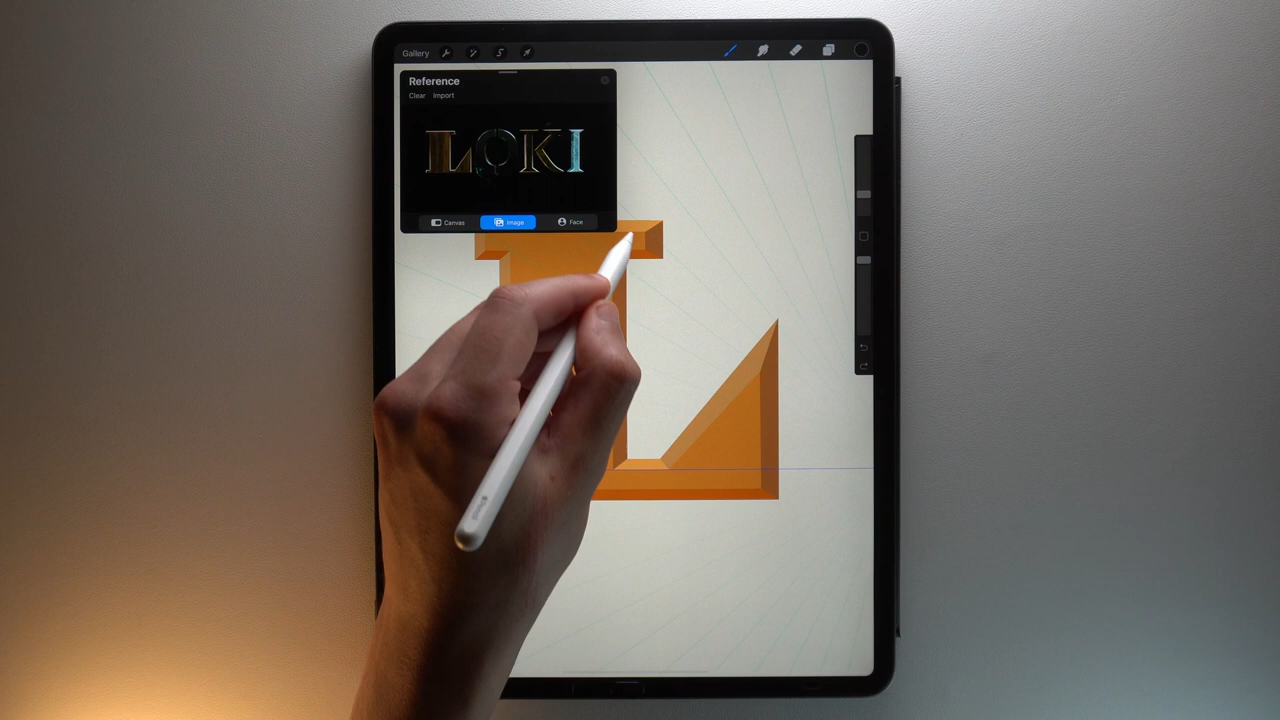 Gallery
Reference
Clear Import
LOKI
Canvas Image Face
L